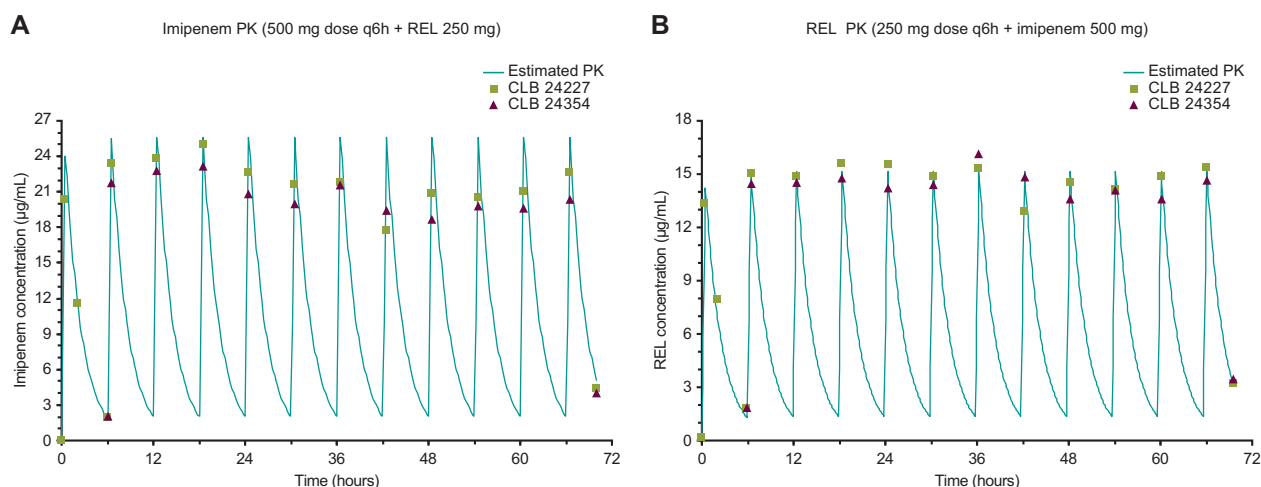 A
Imipenem PK (500 mg dose q6h + REL 250 mg)
Estimated PK
CLB 24227
CLB 24354
27
24
21
18
15
12
9
6
3
0
Imipenem concentration (µg/mL)
0 12 24 36 48 60 72
Time (hours)
B
REL PK (250 mg dose q6h + imipenem 500 mg)
Estimated PK
CLB 24227
CLB 24354
18
15
12
9
6
3
0
REL concentration (µg/mL)
0 12 24 36 48 60 72
Time (hours)